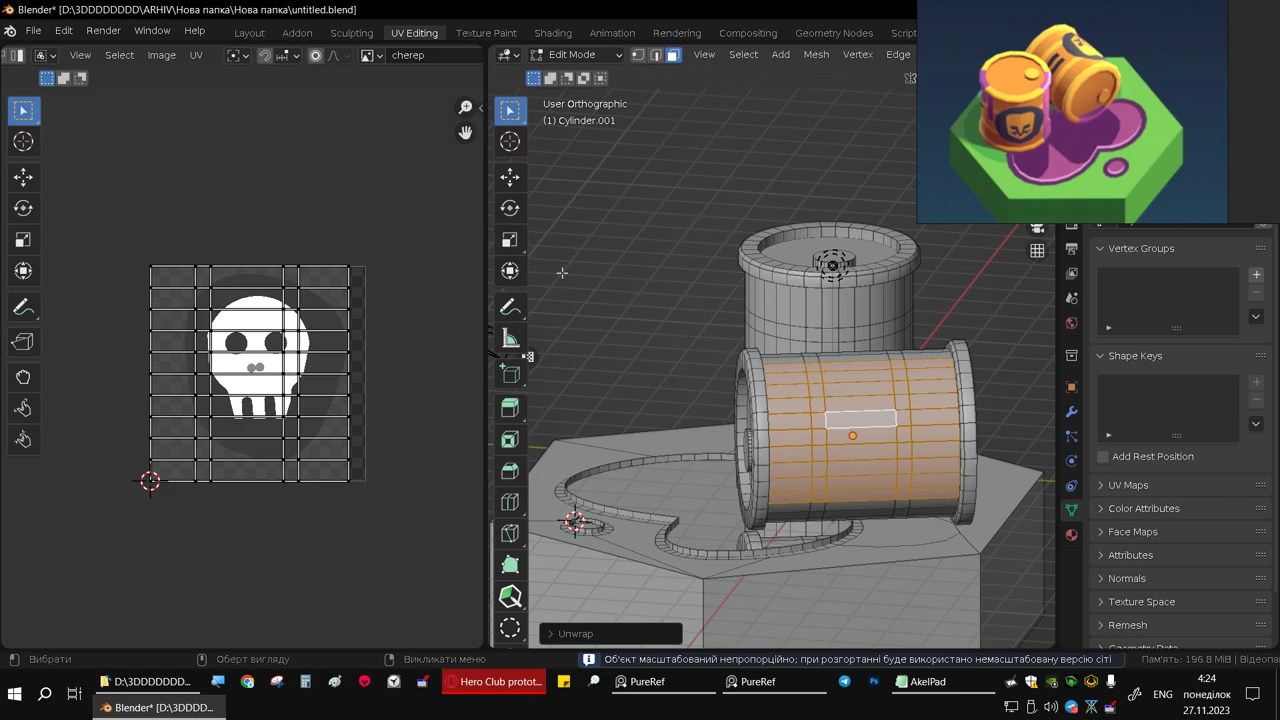 Blender* [D:\3DDDDDDDD\ARHIV\Нова папка\Нова папка\untitled.blend]
File Edit Render Window Help Layout Addon Sculpting UV Editing Texture Paint Shading Animation Rendering Compositing Geometry Nodes Script
View Select Image UV cherep Edit Mode View Select Add Mesh Vertex Edge
User Orthographic
(1) Cylinder.001
Vertex Groups
Shape Keys
Add Rest Position
UV Maps
Color Attributes
Face Maps
Attributes
Normals
Texture Space
Remesh
Geometry Data
Unwrap
Вибрати Оберт вигляду Викликати меню Об'єкт масштабований непропорційно; при розгортанні буде використано немасштабовану версію сіті Пам'ять: 196.8 MiB | Відеопа
D:\3DDDDDDD... Hero Club protot... PureRef PureRef AkelPad
Blender* [D:\3DDDD...
ENG
4:24
понеділок
27.11.2023